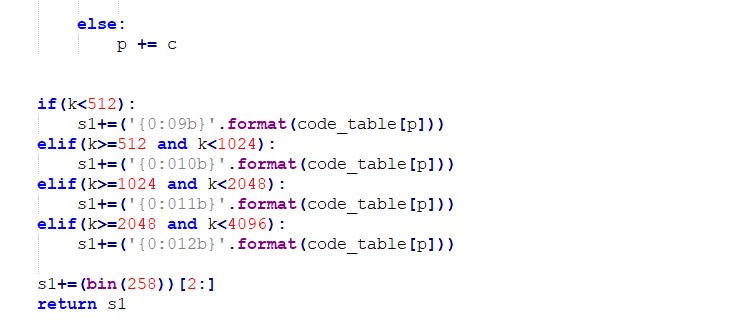 else:
p += c
if(k<512):
s1+=('{0:09b}'.format(code_table[p]))
elif(k>=512 and k<1024):
s1+=('{0:010b}'.format(code_table[p]))
elif(k>=1024 and k<2048):
s1+=('{0:011b}'.format(code_table[p]))
elif(k>=2048 and k<4096):
s1+=('{0:012b}'.format(code_table[p]))
s1+=(bin(258))[2:]
return s1